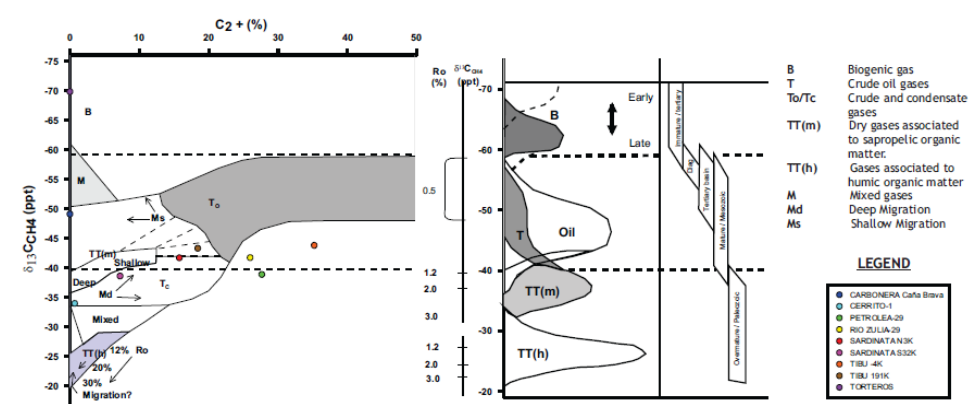 C2 + (%)
0 10 20 30 40 50
δ13CCH4 (ppt)
-75
-70
-65
-60
-55
-50
-45
-40
-35
-30
-25
-20
B
M
To
Ms
TT(m)
Shallow
Deep
Tc
Md
Mixed
TT(h) 12% Ro
20%
30%
Migration?
Ro (%)
δ13CCH4 (ppt)
0.5
1.2
2.0
3.0
1.2
2.0
3.0
-70
-60
-50
-40
-30
-20
B
Early
Late
Oil
T
TT(m)
TT(h)
Immature / tertiary
Diag
Tertiary basin
Mature / Mesozoic
Overmature / Paleozoic
B Biogenic gas
T Crude oil gases
To/Tc Crude and condensate
gases
TT(m) Dry gases associated
to sapropelic organic
matter.
TT(h) Gases associated to
humic organic matter
M Mixed gases
Md Deep Migration
Ms Shallow Migration
LEGEND
CARBONERA Caña Brava
CERRITO-1
PETROLEA-29
RIO ZULIA-29
SARDINATA N3K
SARDINATA S32K
TIBU -4K
TIBU 191K
TORTEROS